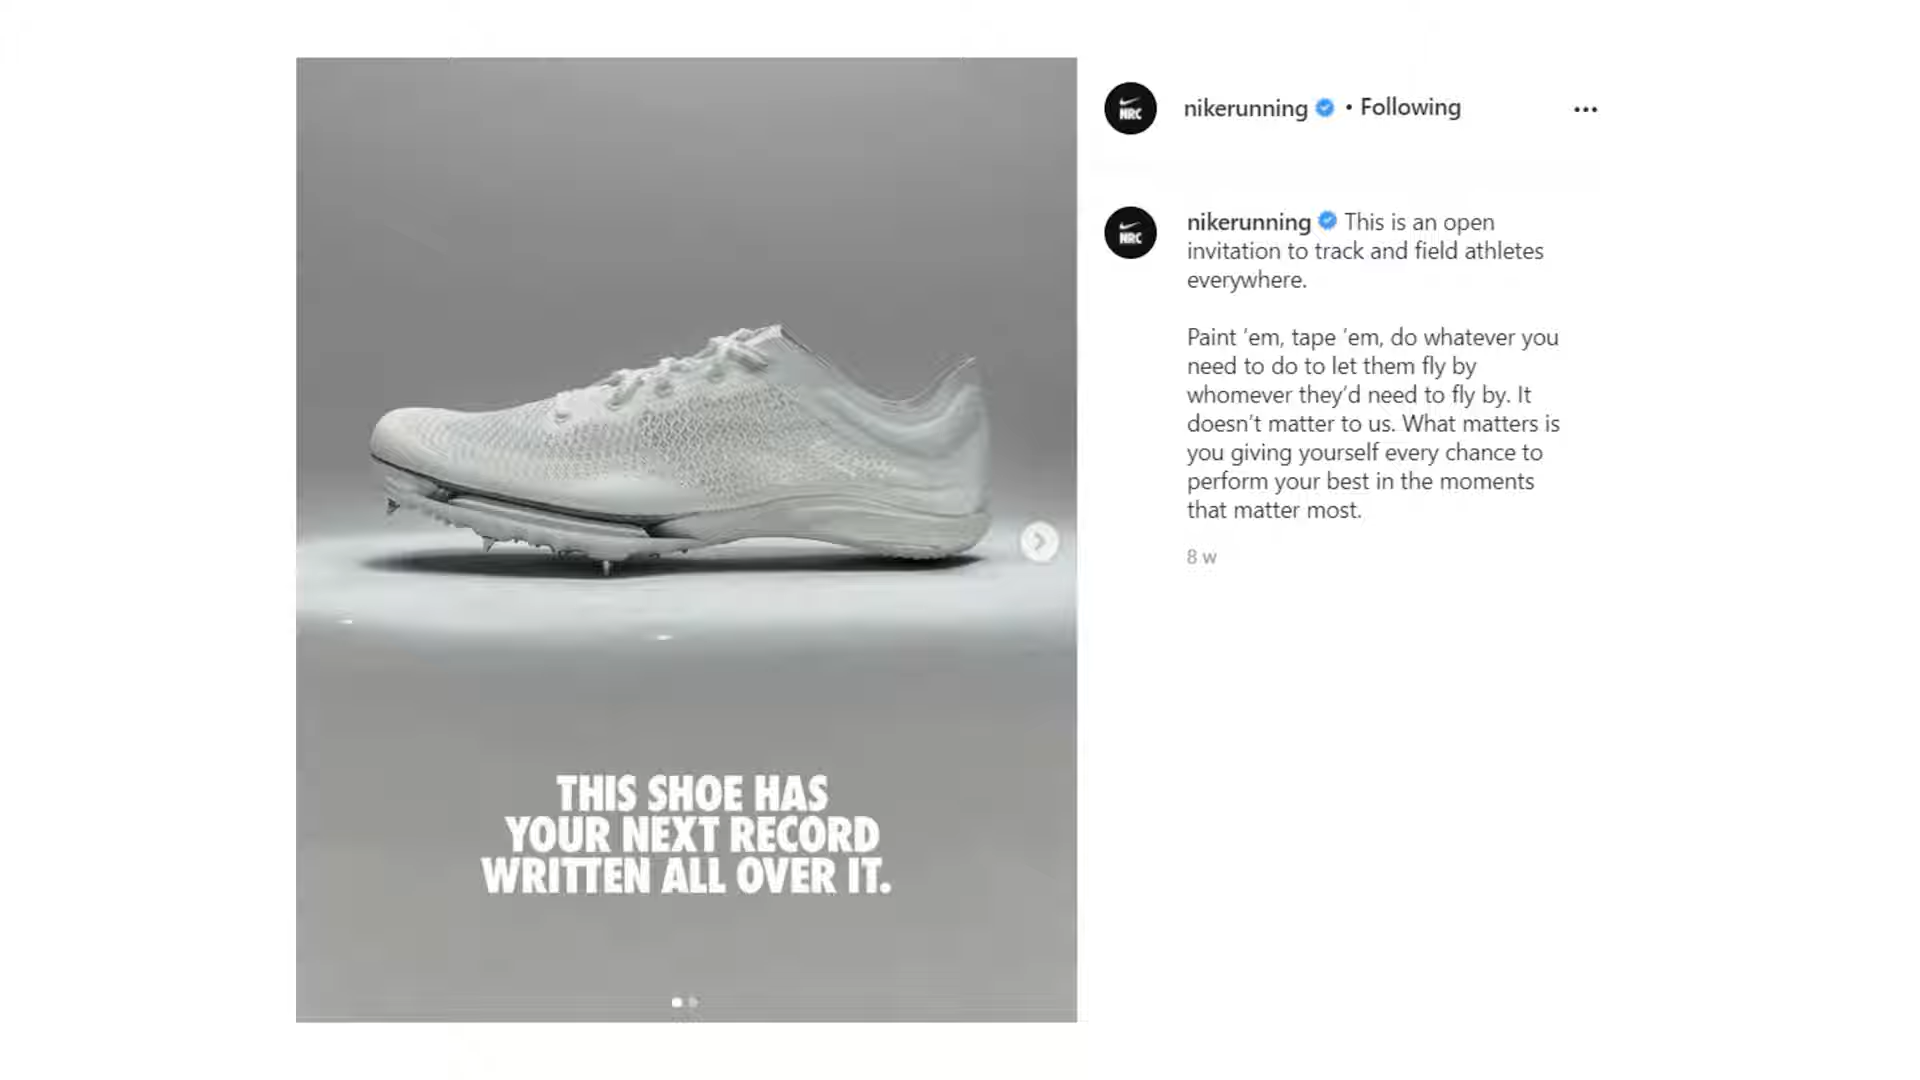 THIS SHOE HAS
YOUR NEXT RECORD
WRITTEN ALL OVER IT.
NRC
nikerunning • Following
NRC
nikerunning This is an open
invitation to track and field athletes
everywhere.
Paint ’em, tape ’em, do whatever you
need to do to let them fly by
whomever they’d need to fly by. It
doesn’t matter to us. What matters is
you giving yourself every chance to
perform your best in the moments
that matter most.
8 w